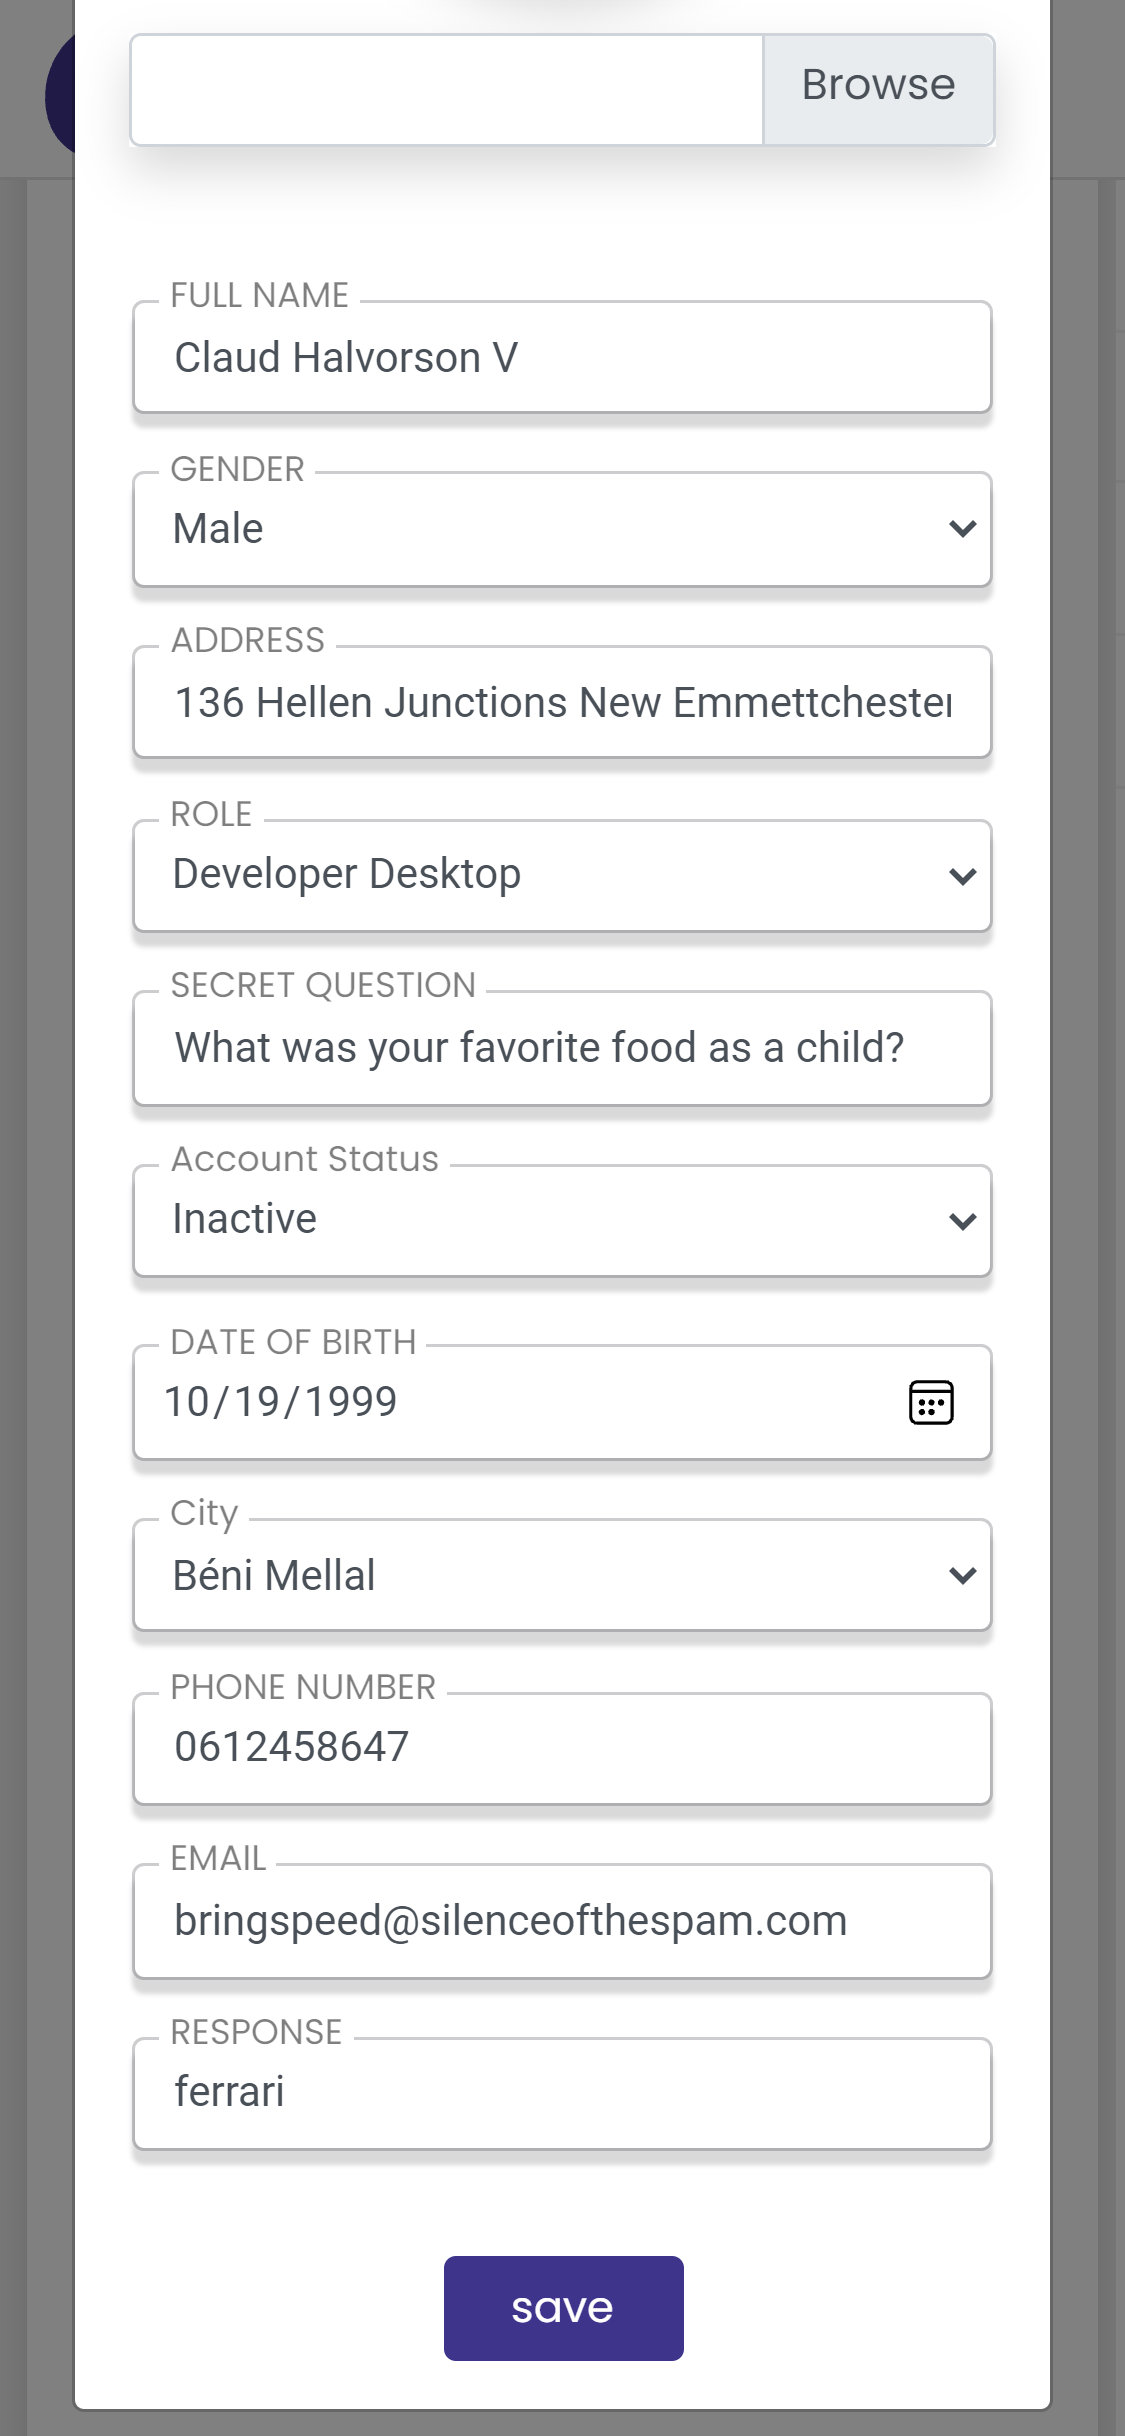 Browse
FULL NAME
Claud Halvorson V
GENDER
Male
ADDRESS
136 Hellen Junctions New Emmettchester
ROLE
Developer Desktop
SECRET QUESTION
What was your favorite food as a child?
Account Status
Inactive
DATE OF BIRTH
10/19/1999
City
Béni Mellal
PHONE NUMBER
0612458647
EMAIL
bringspeed@silenceofthespam.com
RESPONSE
ferrari
save